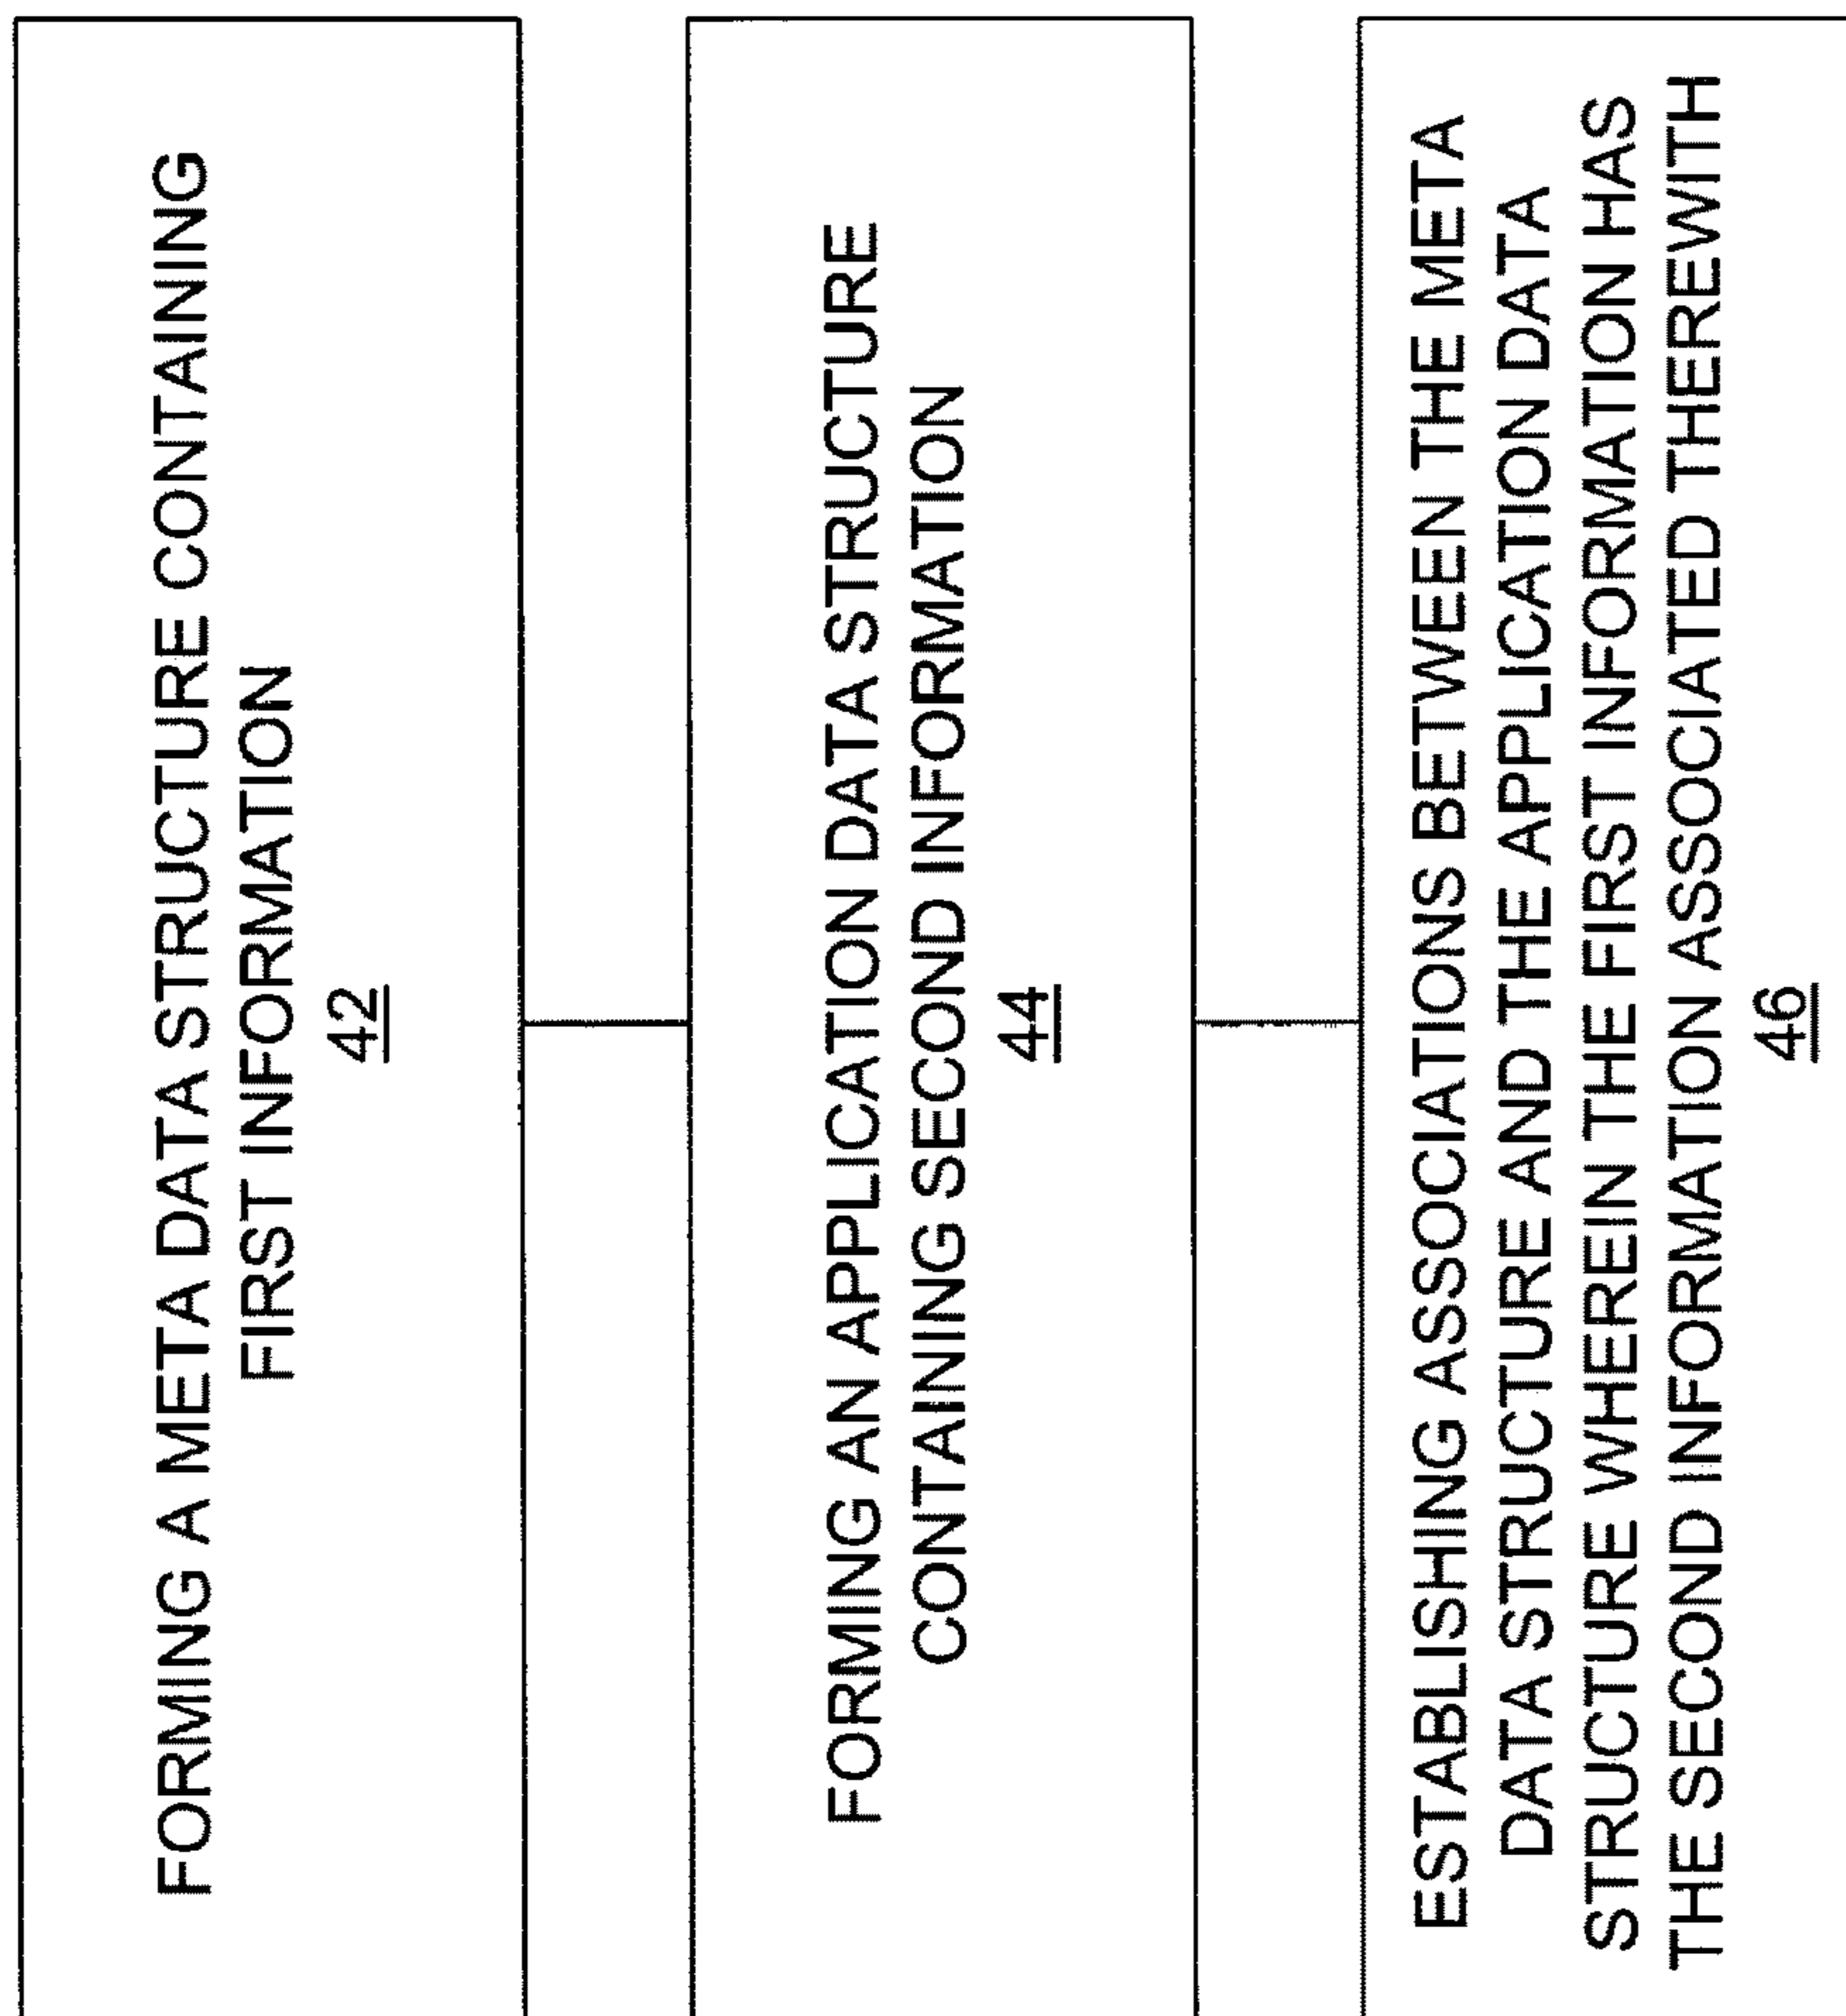 FORMING A META DATA STRUCTURE CONTAINING
FIRST INFORMATION
42
FORMING AN APPLICATION DATA STRUCTURE
CONTAINING SECOND INFORMATION
44
ESTABLISHING ASSOCIATIONS BETWEEN THE META
DATA STRUCTURE AND THE APPLICATION DATA
STRUCTURE WHEREIN THE FIRST INFORMATION HAS
THE SECOND INFORMATION ASSOCIATED THEREWITH
46